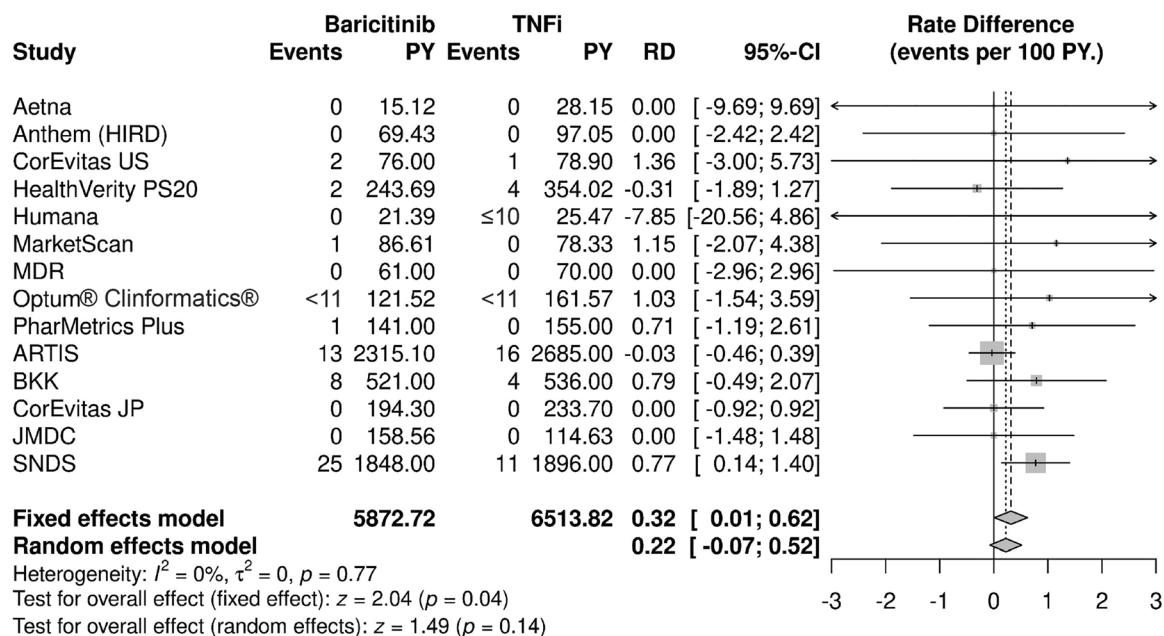 Baricitinib TNFi Rate Difference
Study Events PY Events PY RD 95%-CI (events per 100 PY.)
Aetna 0 15.12 0 28.15 0.00 [ -9.69; 9.69]
Anthem (HIRD) 0 69.43 0 97.05 0.00 [ -2.42; 2.42]
CorEvitas US 2 76.00 1 78.90 1.36 [ -3.00; 5.73]
HealthVerity PS20 2 243.69 4 354.02 -0.31 [ -1.89; 1.27]
Humana 0 21.39 ≤10 25.47 -7.85 [-20.56; 4.86]
MarketScan 1 86.61 0 78.33 1.15 [ -2.07; 4.38]
MDR 0 61.00 0 70.00 0.00 [ -2.96; 2.96]
Optum® Clinformatics® <11 121.52 <11 161.57 1.03 [ -1.54; 3.59]
PharMetrics Plus 1 141.00 0 155.00 0.71 [ -1.19; 2.61]
ARTIS 13 2315.10 16 2685.00 -0.03 [ -0.46; 0.39]
BKK 8 521.00 4 536.00 0.79 [ -0.49; 2.07]
CorEvitas JP 0 194.30 0 233.70 0.00 [ -0.92; 0.92]
JMDC 0 158.56 0 114.63 0.00 [ -1.48; 1.48]
SNDS 25 1848.00 11 1896.00 0.77 [ 0.14; 1.40]
Fixed effects model 5872.72 6513.82 0.32 [ 0.01; 0.62]
Random effects model 0.22 [ -0.07; 0.52]
Heterogeneity: I² = 0%, τ² = 0, p = 0.77
Test for overall effect (fixed effect): z = 2.04 (p = 0.04)
Test for overall effect (random effects): z = 1.49 (p = 0.14)
-3 -2 -1 0 1 2 3